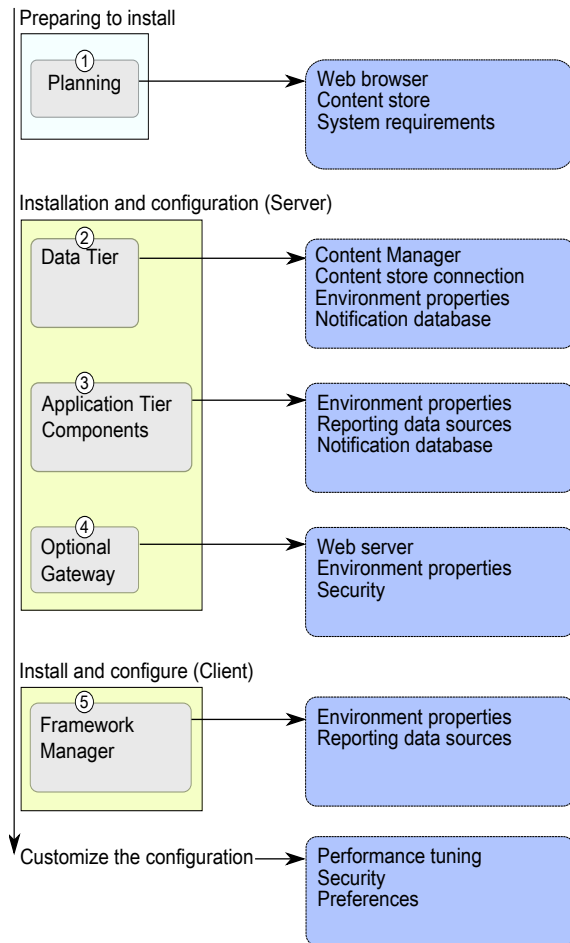 Preparing to install
1
Planning
Web browser
Content store
System requirements
Installation and configuration (Server)
2
Data Tier
Content Manager
Content store connection
Environment properties
Notification database
3
Application Tier
Components
Environment properties
Reporting data sources
Notification database
4
Optional
Gateway
Web server
Environment properties
Security
Install and configure (Client)
5
Framework
Manager
Environment properties
Reporting data sources
Customize the configuration
Performance tuning
Security
Preferences